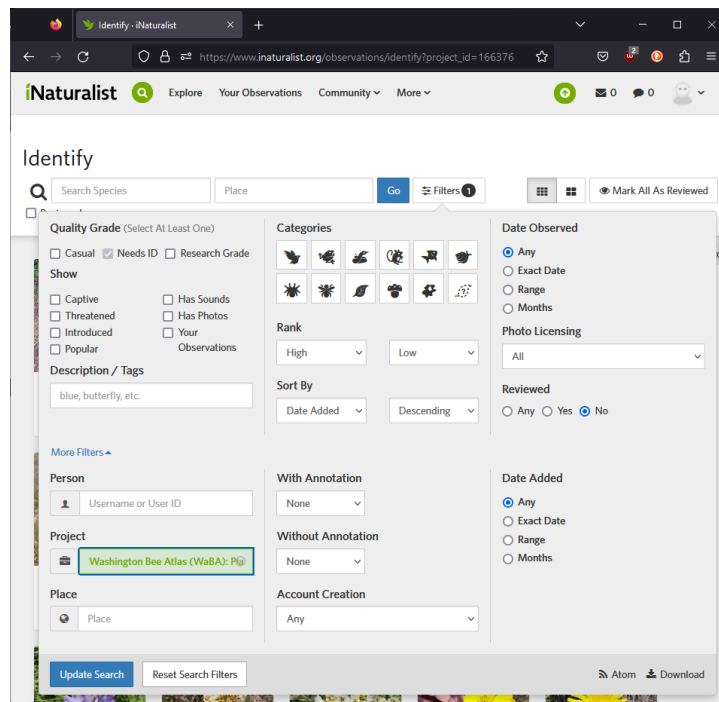 Identify · iNaturalist
https://www.inaturalist.org/observations/identify?project_id=166376
2
iNaturalist Explore Your Observations Community More 0 0
Identify
Search Species Place Go Filters 1 Mark All As Reviewed
Quality Grade (Select At Least One)
Casual Needs ID Research Grade
Show
Captive Has Sounds
Threatened Has Photos
Introduced Your
Popular Observations
Description / Tags
blue, butterfly, etc.
Categories
Rank
High Low
Sort By
Date Added Descending
Date Observed
Any
Exact Date
Range
Months
Photo Licensing
All
Reviewed
Any Yes No
More Filters
Person
Username or User ID
Project
Washington Bee Atlas (WaBA):
Place
Place
With Annotation
None
Without Annotation
None
Account Creation
Any
Date Added
Any
Exact Date
Range
Months
Update Search Reset Search Filters Atom Download